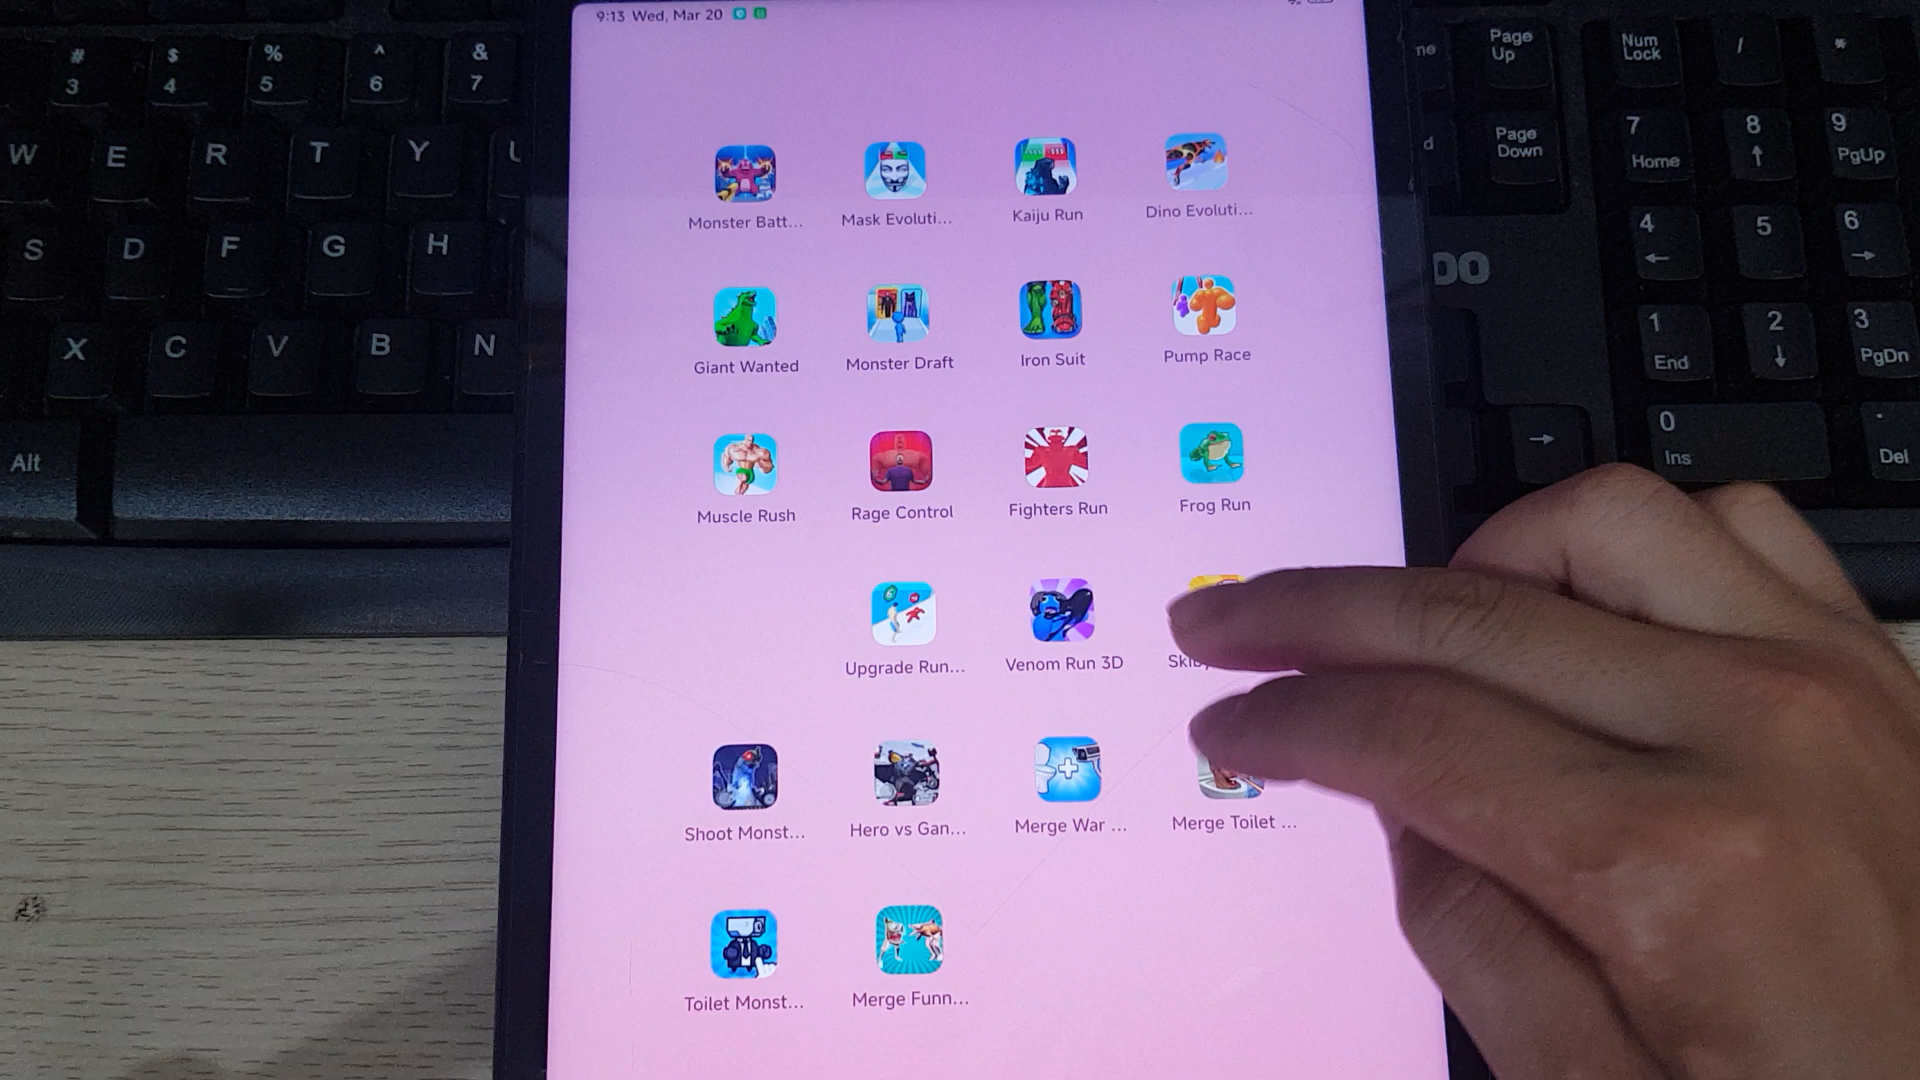 9:13 Wed, Mar 20
Monster Batt...
Mask Evoluti...
Kaiju Run
Dino Evoluti...
Giant Wanted
Monster Draft
Iron Suit
Pump Race
Muscle Rush
Rage Control
Fighters Run
Frog Run
Upgrade Run...
Venom Run 3D
Shoot Monst...
Hero vs Gan...
Merge War ...
Merge Toilet ...
Toilet Monst...
Merge Funn...
# 3
$ 4
% 5
^ 6
& 7
W E R T Y U
S D F G H
X C V B N
Alt
Page Up
Page Down
Num Lock
/
*
7 Home
8 ↑
9 PgUp
4 ←
5
6 →
1 End
2 ↓
3 PgDn
0 Ins
. Del
→